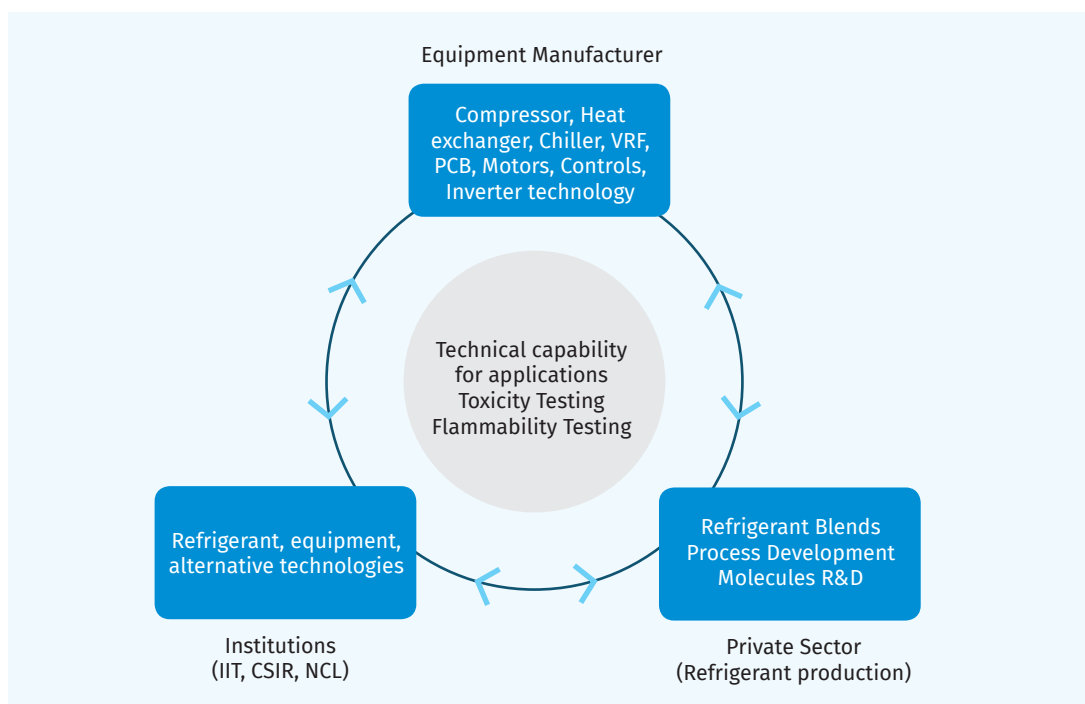 Equipment Manufacturer
Compressor, Heat
exchanger, Chiller, VRF,
PCB, Motors, Controls,
Inverter technology
Technical capability
for applications
Toxicity Testing
Flammability Testing
Refrigerant, equipment,
alternative technologies
Institutions
(IIT, CSIR, NCL)
Refrigerant Blends
Process Development
Molecules R&D
Private Sector
(Refrigerant production)